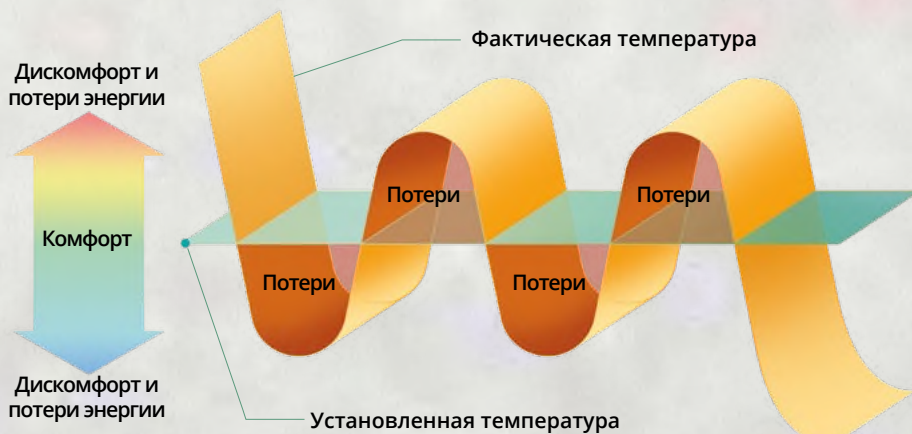 Фактическая температура
Дискомфорт и
потери энергии
Потери
Потери
Комфорт
Потери
Потери
Дискомфорт и
потери энергии
Установленная температура